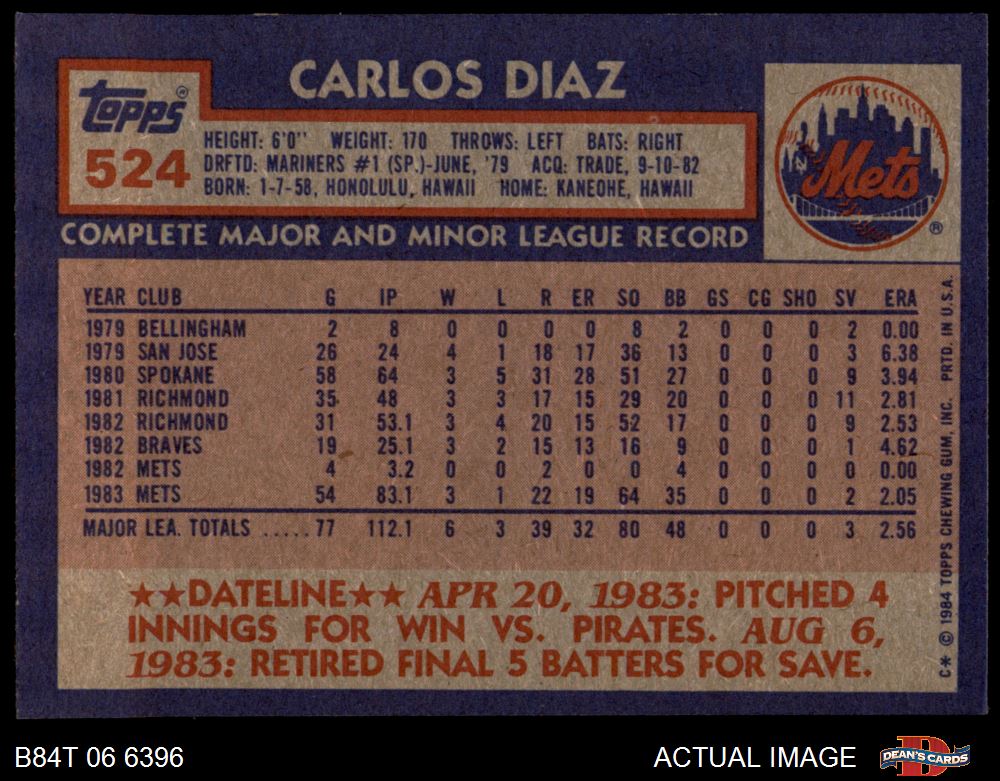 CARLOS DIAZ
Topps®
524
HEIGHT: 6'0" WEIGHT: 170 THROWS: LEFT BATS: RIGHT
DRFTD: MARINERS #1 (SP.)-JUNE, '79 ACQ: TRADE, 9-10-82
BORN: 1-7-58, HONOLULU, HAWAII HOME: KANEOHE, HAWAII
Mets
®
COMPLETE MAJOR AND MINOR LEAGUE RECORD
YEAR CLUB G IP W L R ER SO BB GS CG SHO SV ERA
1979 BELLINGHAM 2 8 0 0 0 0 8 2 0 0 0 2 0.00
1979 SAN JOSE 26 24 4 1 18 17 36 13 0 0 0 3 6.38
1980 SPOKANE 58 64 3 5 31 28 51 27 0 0 0 9 3.94
1981 RICHMOND 35 48 3 3 17 15 29 20 0 0 0 11 2.81
1982 RICHMOND 31 53.1 3 4 20 15 52 17 0 0 0 9 2.53
1982 BRAVES 19 25.1 3 2 15 13 16 9 0 0 0 1 4.62
1982 METS 4 3.2 0 0 2 0 0 4 0 0 0 0 0.00
1983 METS 54 83.1 3 1 22 19 64 35 0 0 0 2 2.05
MAJOR LEA. TOTALS ..... 77 112.1 6 3 39 32 80 48 0 0 0 3 2.56
★★DATELINE★★ APR 20, 1983: PITCHED 4
INNINGS FOR WIN VS. PIRATES. AUG 6,
1983: RETIRED FINAL 5 BATTERS FOR SAVE.
C* © 1984 TOPPS CHEWING GUM, INC. PRTD. IN U.S.A.
B84T 06 6396
ACTUAL IMAGE
DEAN'S CARDS